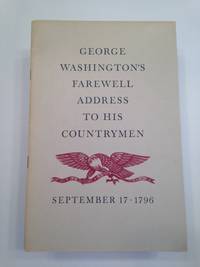 GEORGE
WASHINGTON'S
FAREWELL
ADDRESS
TO HIS
COUNTRYMEN
SEPTEMBER 17 · 1796